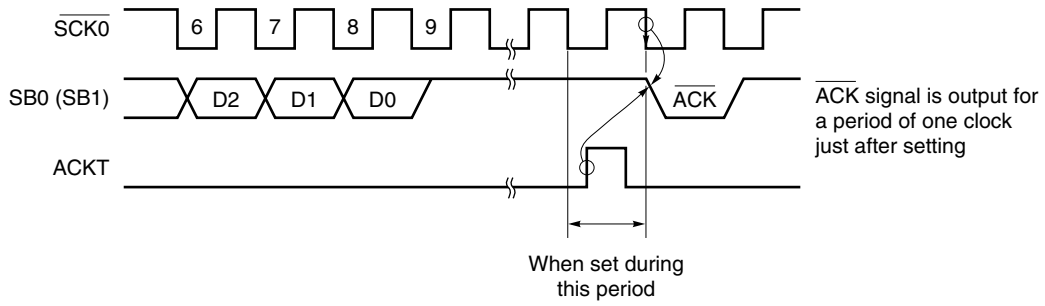 SCK0
6
7
8
9
SB0 (SB1)
D2
D1
D0
ACK
ACK signal is output for
a period of one clock
just after setting
ACKT
When set during
this period